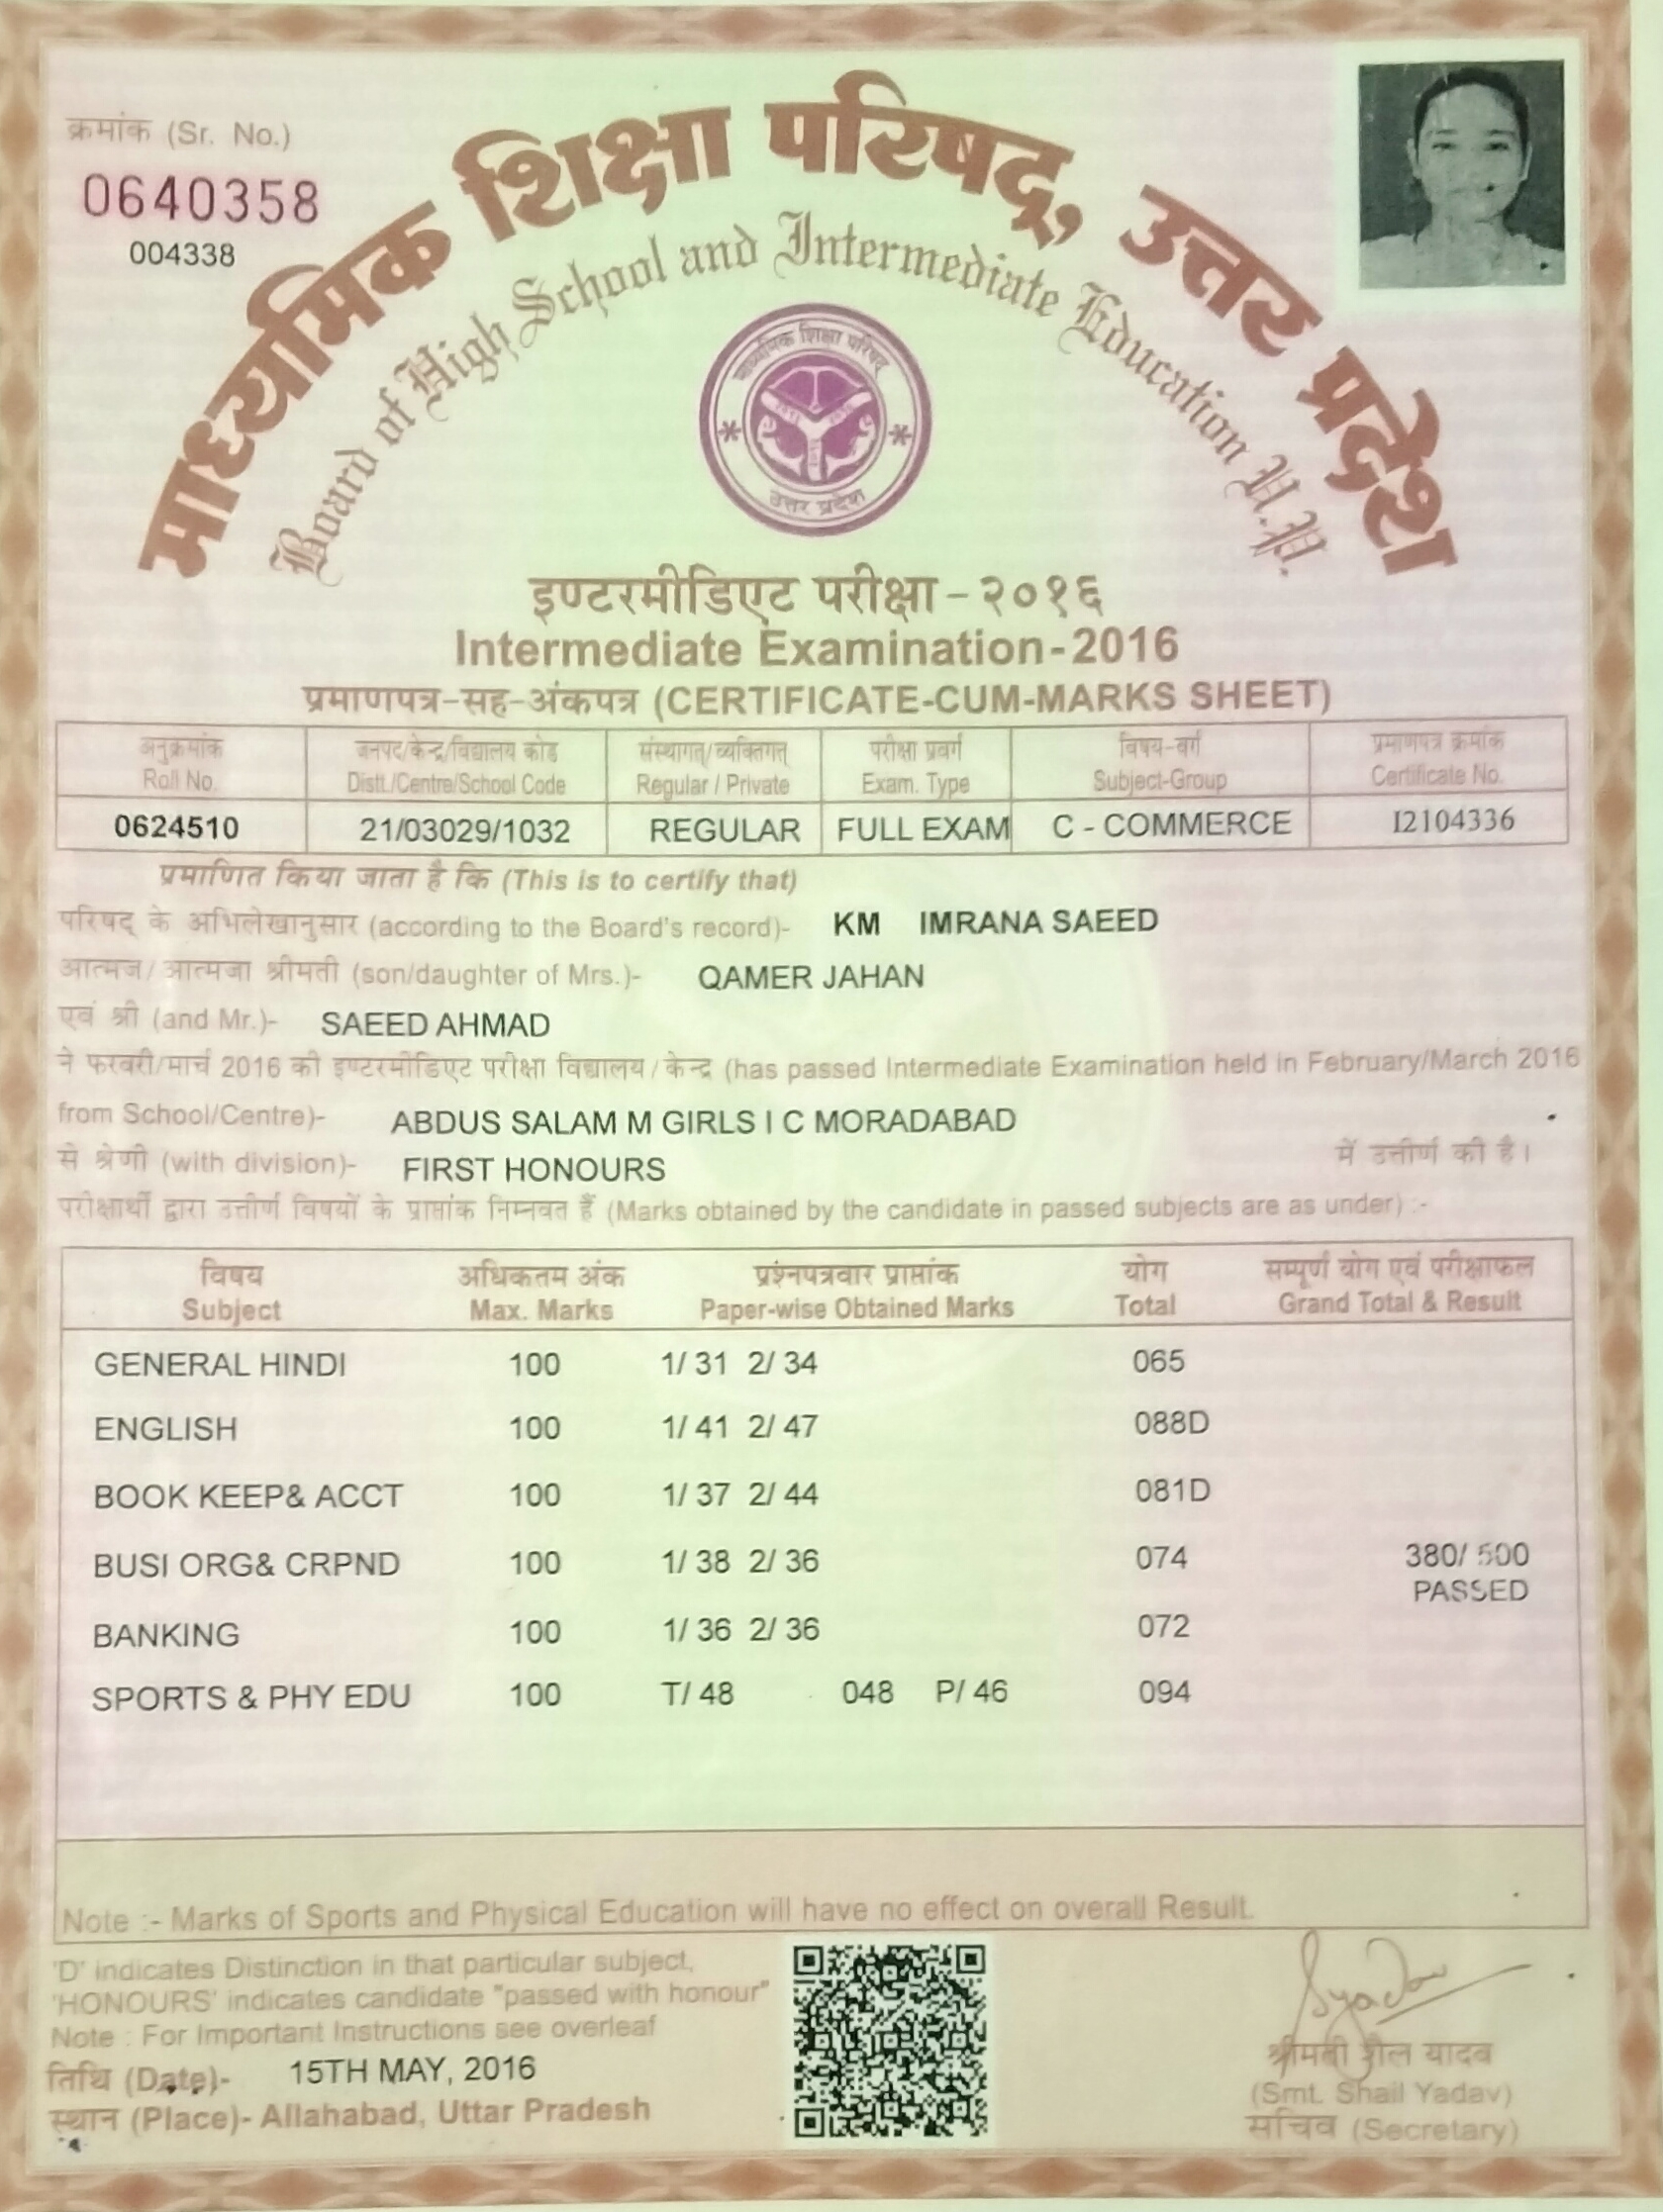 क्रमांक (Sr. No.)
0640358
004338
माध्यमिक शिक्षा परिषद्, उत्तर प्रदेश
Board of High School and Intermediate Education U.P.
माध्यमिक शिक्षा परिषद्
उत्तर प्रदेश
इण्टरमीडिएट परीक्षा-२०१६
Intermediate Examination-2016
प्रमाणपत्र-सह-अंकपत्र (CERTIFICATE-CUM-MARKS SHEET)
अनुक्रमांक जनपद/केन्द्र/विद्यालय कोड संस्थागत्/व्यक्तिगत् परीक्षा प्रवर्ग विषय-वर्ग प्रमाणपत्र क्रमांक
Roll No. Distt./Centre/School Code Regular / Private Exam. Type Subject-Group Certificate No.
0624510 21/03029/1032 REGULAR FULL EXAM C - COMMERCE I2104336
प्रमाणित किया जाता है कि (This is to certify that)
परिषद् के अभिलेखानुसार (according to the Board's record)- KM IMRANA SAEED
आत्मज/आत्मजा श्रीमती (son/daughter of Mrs.)- QAMER JAHAN
एवं श्री (and Mr.)- SAEED AHMAD
ने फरवरी/मार्च 2016 की इण्टरमीडिएट परीक्षा विद्यालय/केन्द्र (has passed Intermediate Examination held in February/March 2016
from School/Centre)- ABDUS SALAM M GIRLS I C MORADABAD
से श्रेणी (with division)- FIRST HONOURS में उत्तीर्ण की है।
परीक्षार्थी द्वारा उत्तीर्ण विषयों के प्राप्तांक निम्नवत हैं (Marks obtained by the candidate in passed subjects are as under) :-
विषय अधिकतम अंक प्रश्नपत्रवार प्राप्तांक योग सम्पूर्ण योग एवं परीक्षाफल
Subject Max. Marks Paper-wise Obtained Marks Total Grand Total & Result
GENERAL HINDI 100 1/ 31 2/ 34 065
ENGLISH 100 1/ 41 2/ 47 088D
BOOK KEEP& ACCT 100 1/ 37 2/ 44 081D
BUSI ORG& CRPND 100 1/ 38 2/ 36 074 380/ 500
PASSED
BANKING 100 1/ 36 2/ 36 072
SPORTS & PHY EDU 100 T/ 48 048 P/ 46 094
Note :- Marks of Sports and Physical Education will have no effect on overall Result.
'D' indicates Distinction in that particular subject,
'HONOURS' indicates candidate "passed with honour"
Note : For Important Instructions see overleaf
तिथि (Date)- 15TH MAY, 2016
स्थान (Place)- Allahabad, Uttar Pradesh
Syadav
श्रीमती शैल यादव
(Smt. Shail Yadav)
सचिव (Secretary)